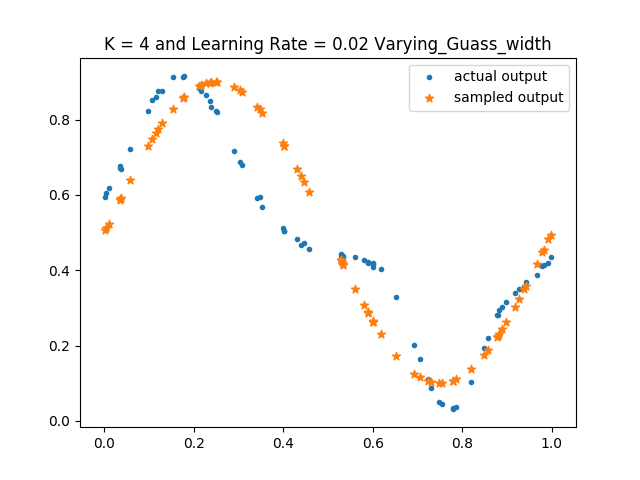 K = 4 and Learning Rate = 0.02 Varying_Guass_width
actual output
sampled output
0.8
0.6
0.4
0.2
0.0
0.0 0.2 0.4 0.6 0.8 1.0